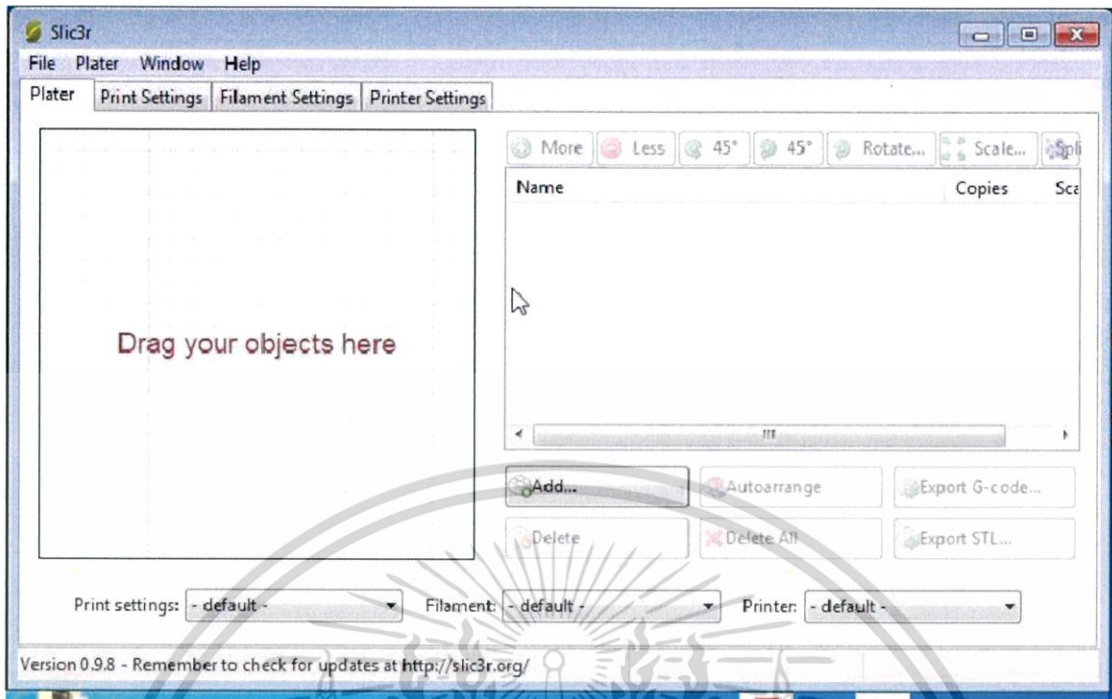 Slic3r
File Plater Window Help
Plater Print Settings Filament Settings Printer Settings
More Less 45° 45° Rotate... Scale... Spli
Name Copies Sca
Drag your objects here
Add... Autoarrange Export G-code...
Delete Delete All Export STL...
Print settings: - default - Filament: - default - Printer: - default -
Version 0.9.8 - Remember to check for updates at http://slic3r.org/